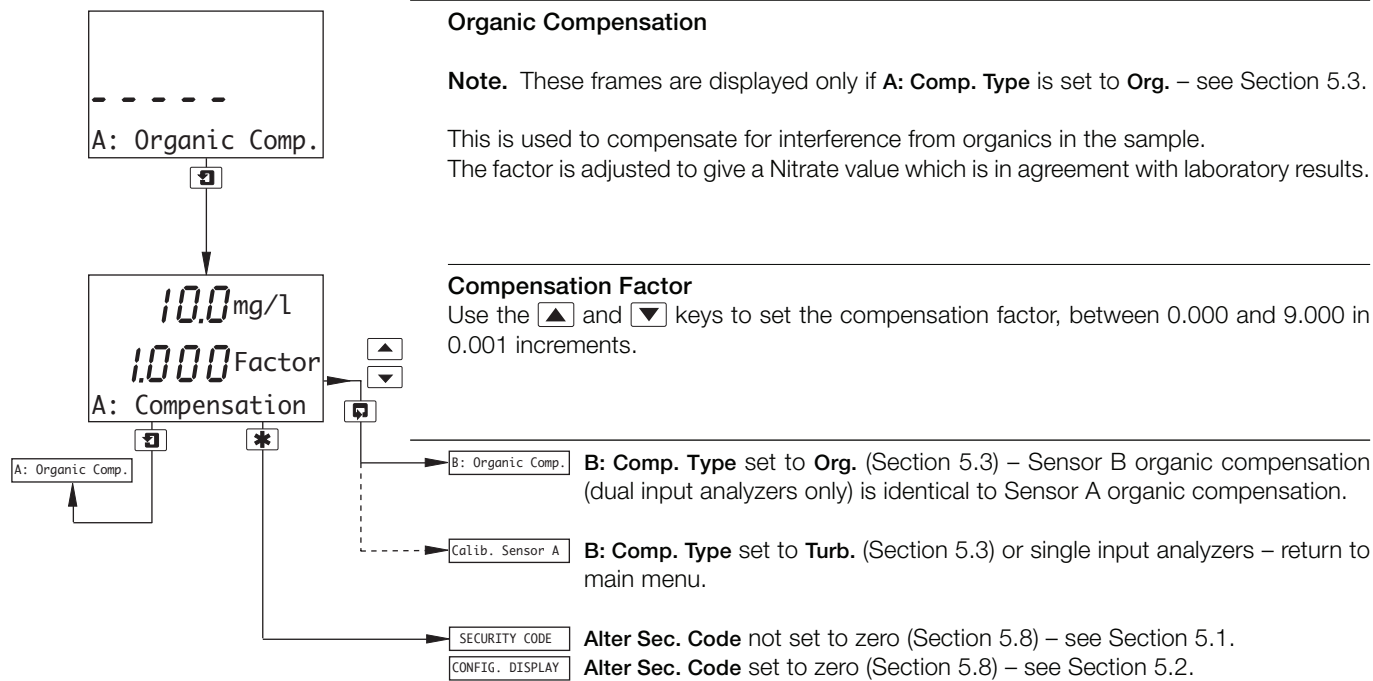 Organic Compensation
Note. These frames are displayed only if A: Comp. Type is set to Org. – see Section 5.3.
This is used to compensate for interference from organics in the sample.
The factor is adjusted to give a Nitrate value which is in agreement with laboratory results.
- - - - -
A: Organic Comp.
Compensation Factor
Use the ▲ and ▼ keys to set the compensation factor, between 0.000 and 9.000 in
0.001 increments.
10.0 mg/l
1.000 Factor
A: Compensation
A: Organic Comp.
B: Organic Comp. B: Comp. Type set to Org. (Section 5.3) – Sensor B organic compensation
(dual input analyzers only) is identical to Sensor A organic compensation.
Calib. Sensor A B: Comp. Type set to Turb. (Section 5.3) or single input analyzers – return to
main menu.
SECURITY CODE Alter Sec. Code not set to zero (Section 5.8) – see Section 5.1.
CONFIG. DISPLAY Alter Sec. Code set to zero (Section 5.8) – see Section 5.2.